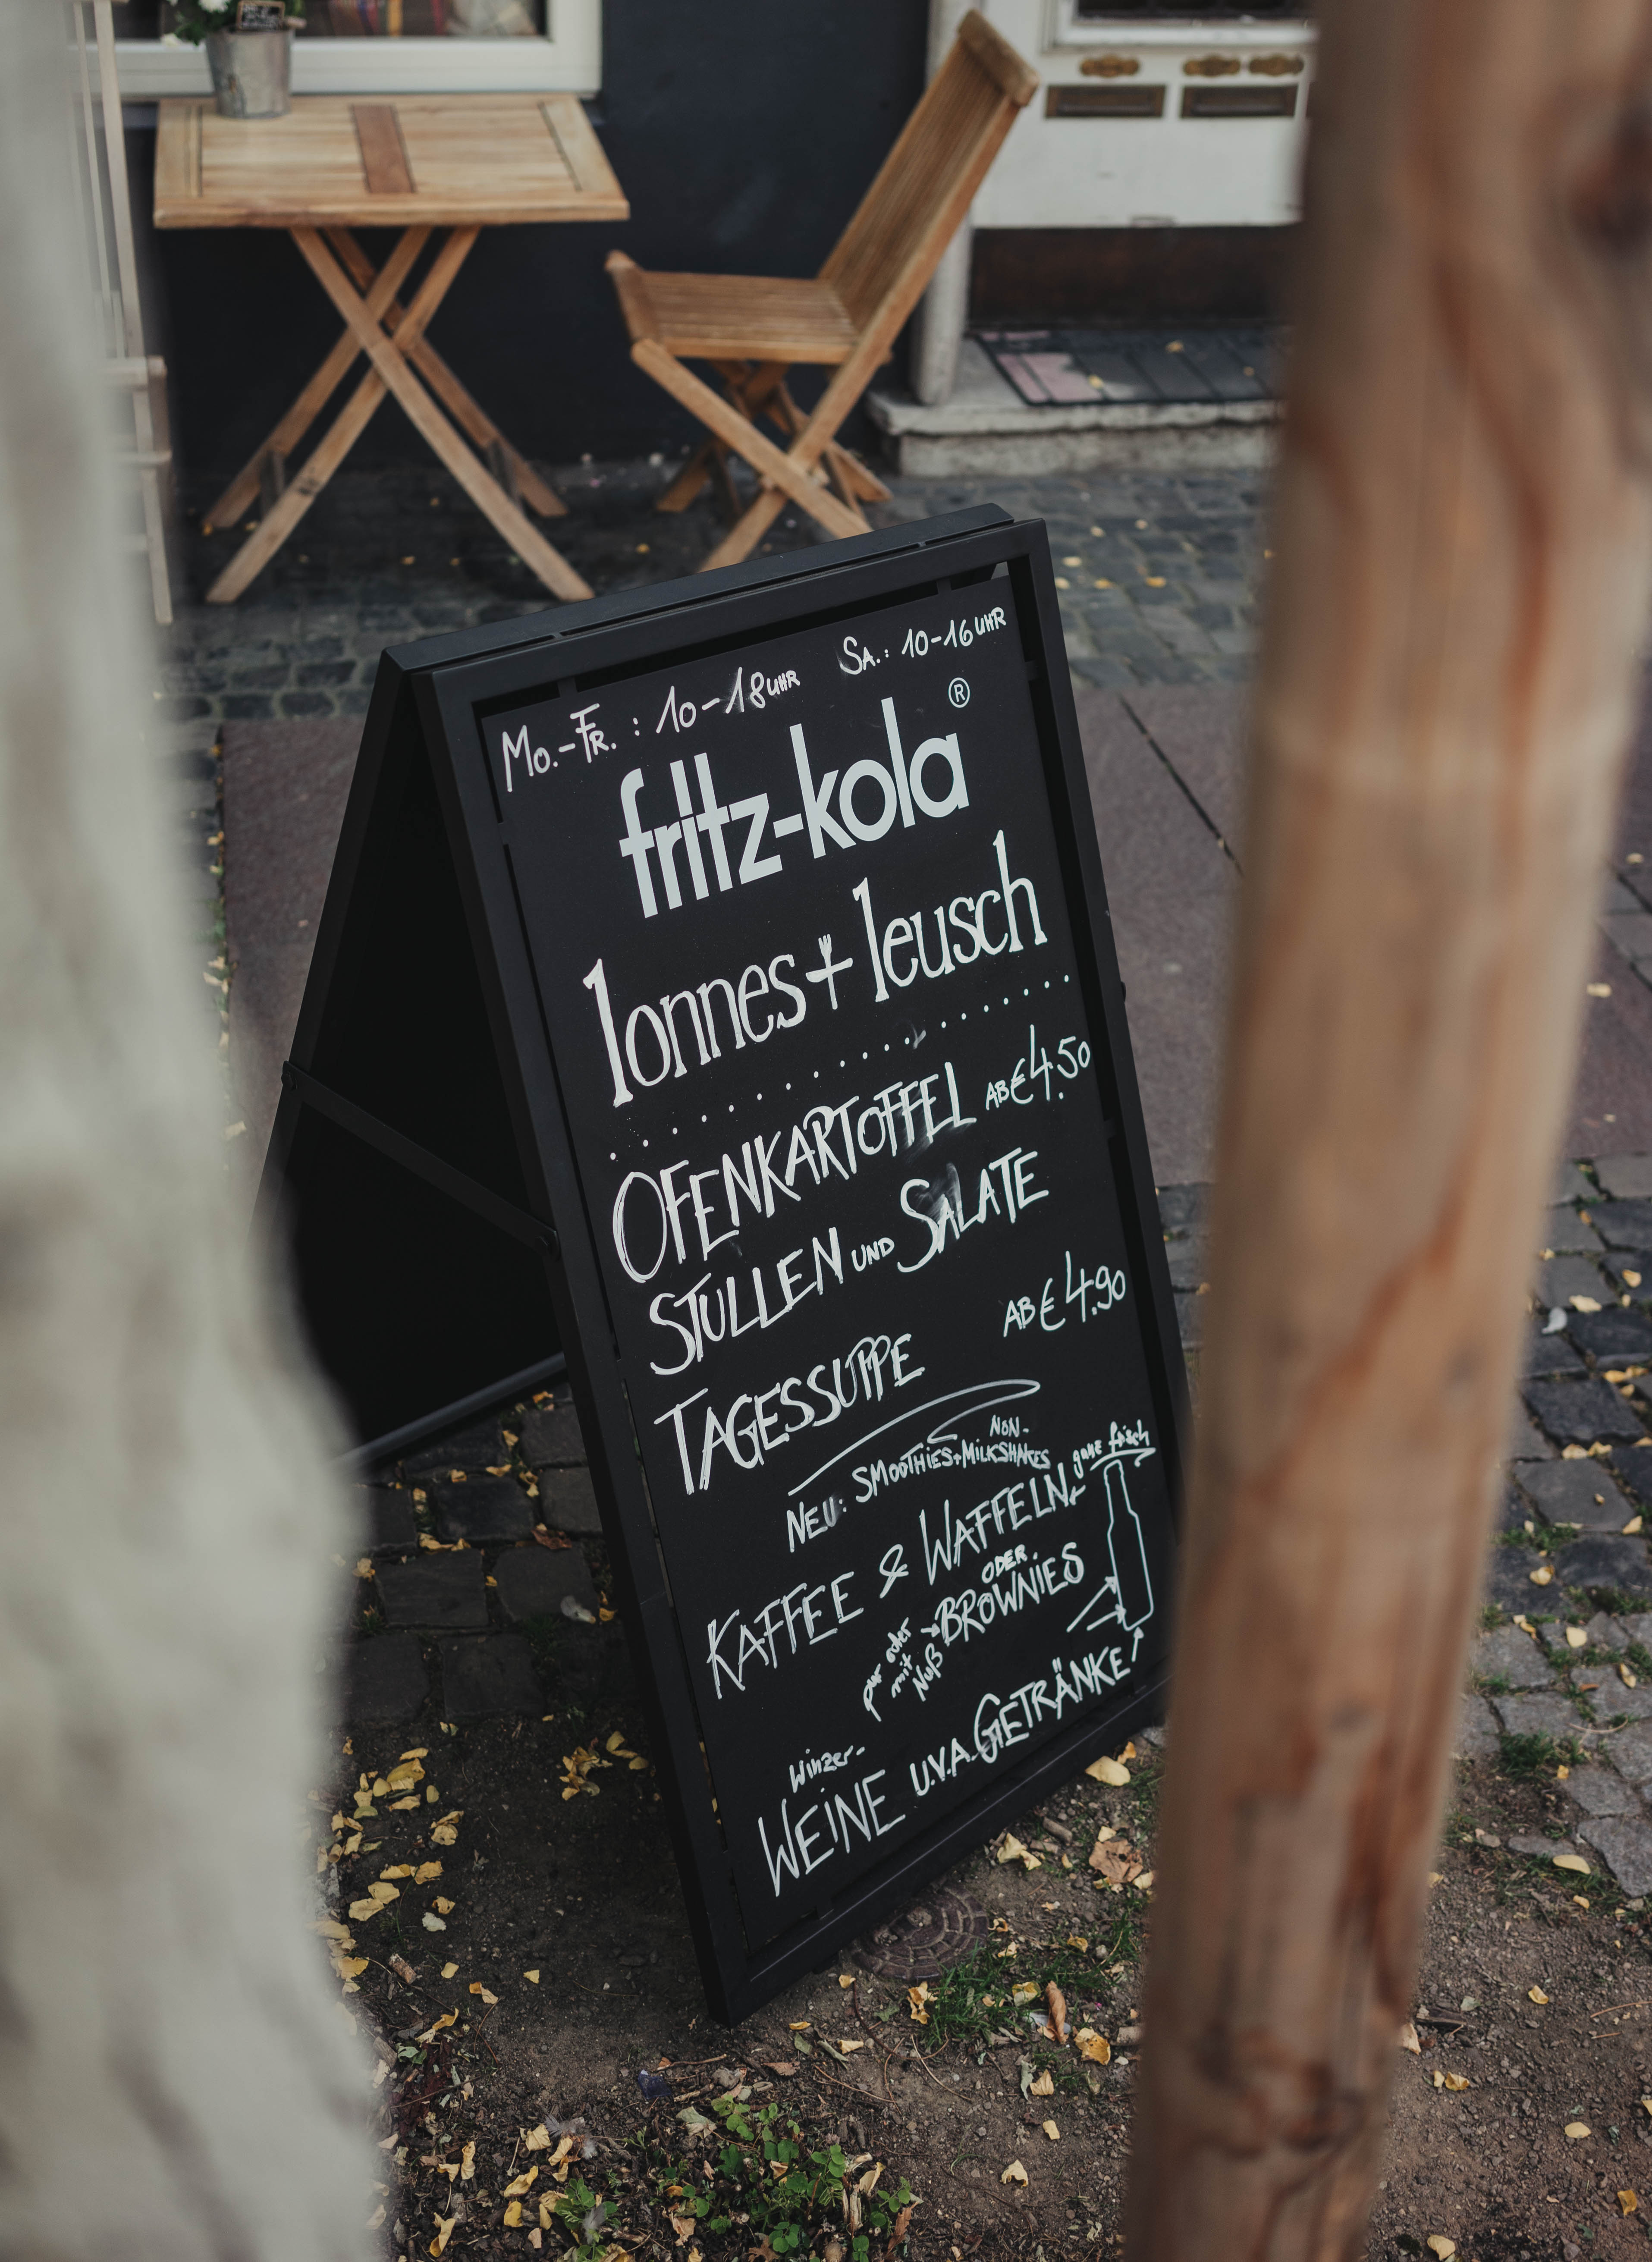 MO.-FR.: 10-18 UHR SA.: 10-16 UHR
fritz-kola®
lonnes + leusch
OFENKARTOFFEL AB € 4.50
STULLEN UND SALATE
AB € 4.90
TAGESSUPPE
NON-
NEU: SMOOTHIES + MILKSHAKES
KAFFEE & WAFFELN ganz frisch
ODER
pur oder mit Nuß BROWNIES
Winzer-
WEINE U.V.A. GETRÄNKE!